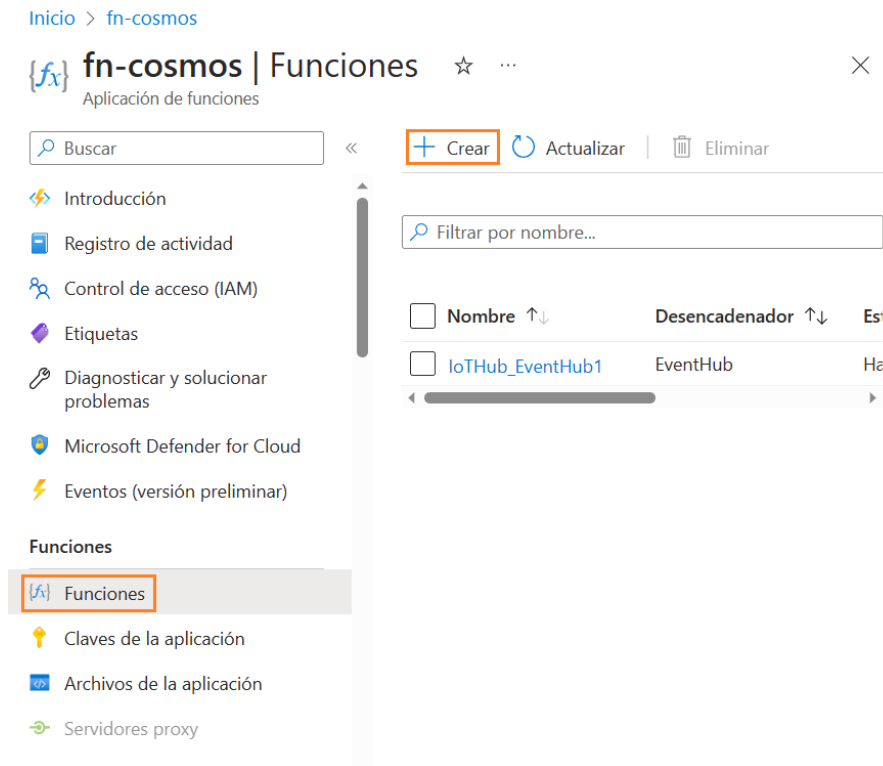 Inicio > fn-cosmos
fn-cosmos | Funciones
Aplicación de funciones
Buscar
Introducción
Registro de actividad
Control de acceso (IAM)
Etiquetas
Diagnosticar y solucionar
problemas
Microsoft Defender for Cloud
Eventos (versión preliminar)
Funciones
Funciones
Claves de la aplicación
Archivos de la aplicación
Servidores proxy
Crear Actualizar Eliminar
Filtrar por nombre...
Nombre Desencadenador Est
IoTHub_EventHub1 EventHub Ha